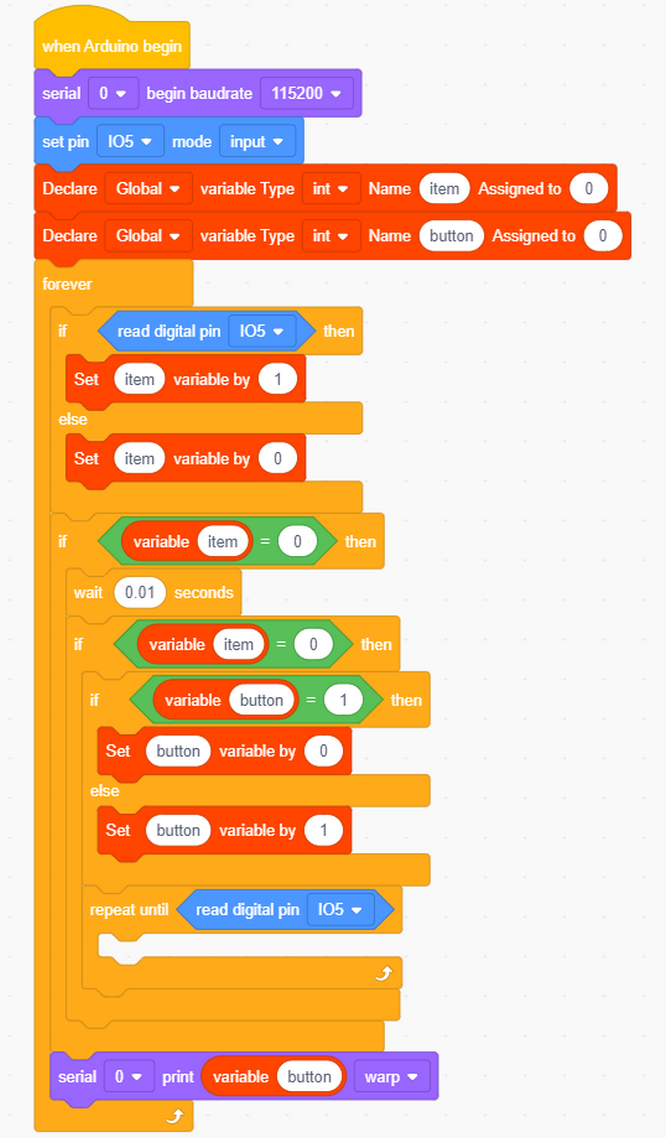 when Arduino begin
serial 0 begin baudrate 115200
set pin IO5 mode input
Declare Global variable Type int Name item Assigned to 0
Declare Global variable Type int Name button Assigned to 0
forever
if read digital pin IO5 then
Set item variable by 1
else
Set item variable by 0
if variable item = 0 then
wait 0.01 seconds
if variable item = 0 then
if variable button = 1 then
Set button variable by 0
else
Set button variable by 1
repeat until read digital pin IO5
serial 0 print variable button warp